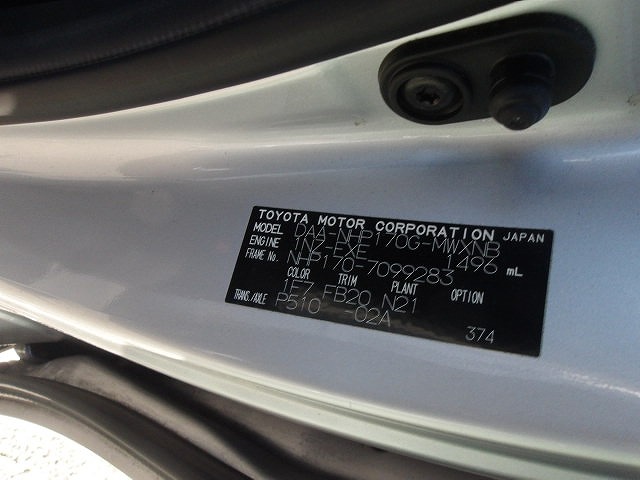 TOYOTA MOTOR CORPORATION JAPAN
MODEL DAA-NHP170G-MWXNB
ENGINE 1NZ-FXE 1496 mL
FRAME No. NHP170-7099283
COLOR TRIM PLANT OPTION
1F7 FB20 N21
TRANS./AXLE P510 -02A
374